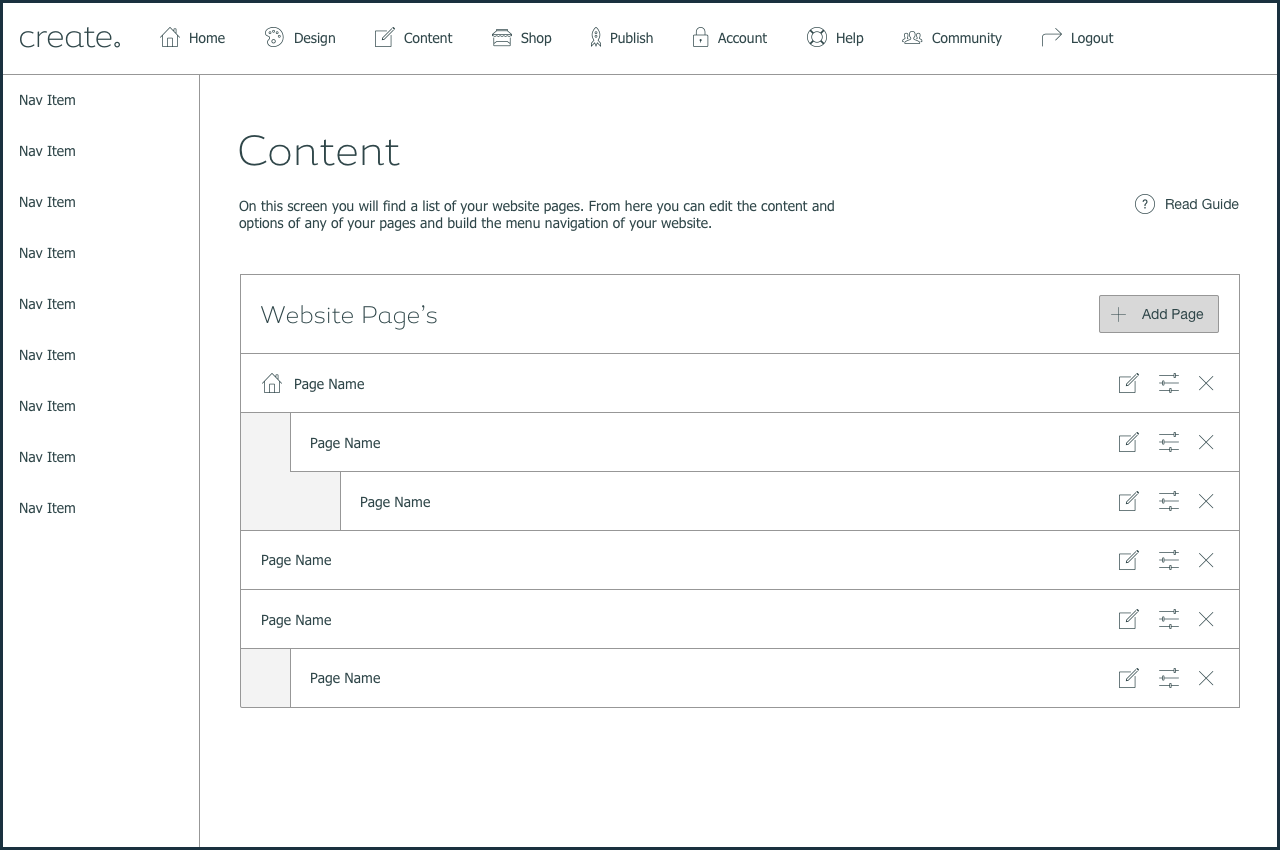 create.
Home
Design
Content
Shop
Publish
Account
Help
Community
Logout
Nav Item
Nav Item
Nav Item
Nav Item
Nav Item
Nav Item
Nav Item
Nav Item
Nav Item
Content
On this screen you will find a list of your website pages. From here you can edit the content and
options of any of your pages and build the menu navigation of your website.
? Read Guide
Website Page’s
Add Page
Page Name
Page Name
Page Name
Page Name
Page Name
Page Name